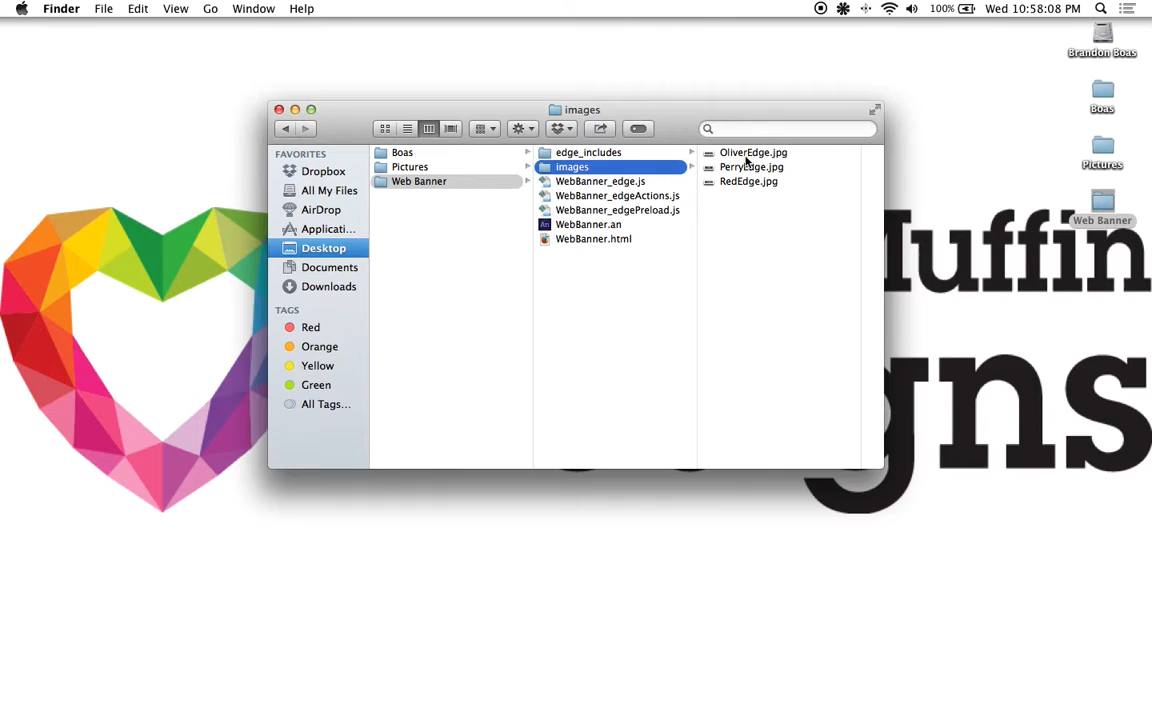 Finder File Edit View Go Window Help 100% Wed 10:58:08 PM
Brandon Boas
Boas
Pictures
Web Banner
images
FAVORITES
Dropbox
All My Files
AirDrop
Applicati...
Desktop
Documents
Downloads
TAGS
Red
Orange
Yellow
Green
All Tags...
Boas
Pictures
Web Banner
edge_includes
images
WebBanner_edge.js
WebBanner_edgeActions.js
WebBanner_edgePreload.js
WebBanner.an
WebBanner.html
OliverEdge.jpg
PerryEdge.jpg
RedEdge.jpg
uffin
gns